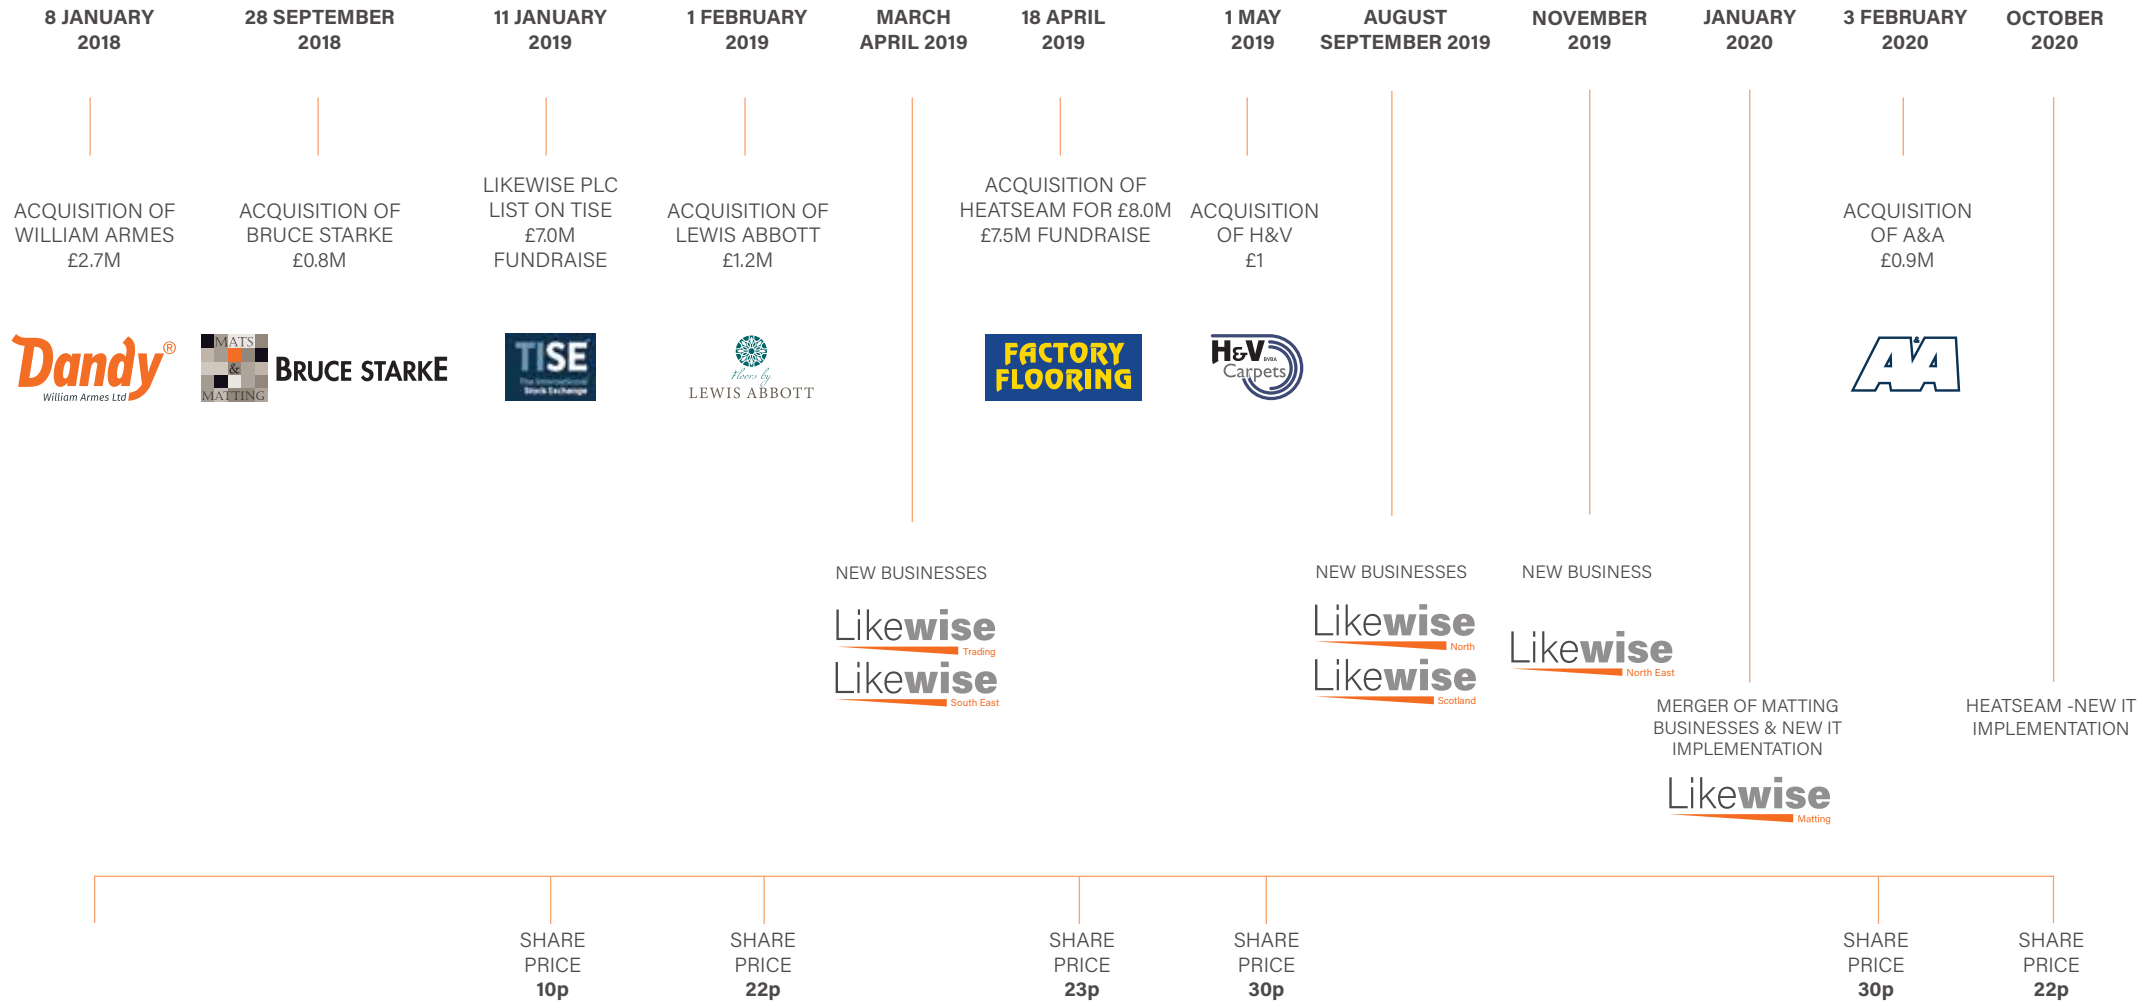 8 JANUARY
2018
28 SEPTEMBER
2018
11 JANUARY
2019
1 FEBRUARY
2019
MARCH
APRIL 2019
18 APRIL
2019
1 MAY
2019
AUGUST
SEPTEMBER 2019
NOVEMBER
2019
JANUARY
2020
3 FEBRUARY
2020
OCTOBER
2020
ACQUISITION OF
WILLIAM ARMES
£2.7M
ACQUISITION OF
BRUCE STARKE
£0.8M
LIKEWISE PLC
LIST ON TISE
£7.0M
FUNDRAISE
ACQUISITION OF
LEWIS ABBOTT
£1.2M
ACQUISITION OF
HEATSEAM FOR £8.0M
£7.5M FUNDRAISE
ACQUISITION
OF H&V
£1
ACQUISITION
OF A&A
£0.9M
Dandy®
William Armes Ltd
MATS
&
MATTING
BRUCE STARKE
TISE
The International
Stock Exchange
Floors by
LEWIS ABBOTT
FACTORY
FLOORING
H&V BVBA
Carpets
A&A
NEW BUSINESSES
Likewise
Trading
Likewise
South East
NEW BUSINESSES
Likewise
North
Likewise
Scotland
NEW BUSINESS
Likewise
North East
MERGER OF MATTING
BUSINESSES & NEW IT
IMPLEMENTATION
Likewise
Matting
HEATSEAM -NEW IT
IMPLEMENTATION
SHARE
PRICE
10p
SHARE
PRICE
22p
SHARE
PRICE
23p
SHARE
PRICE
30p
SHARE
PRICE
30p
SHARE
PRICE
22p